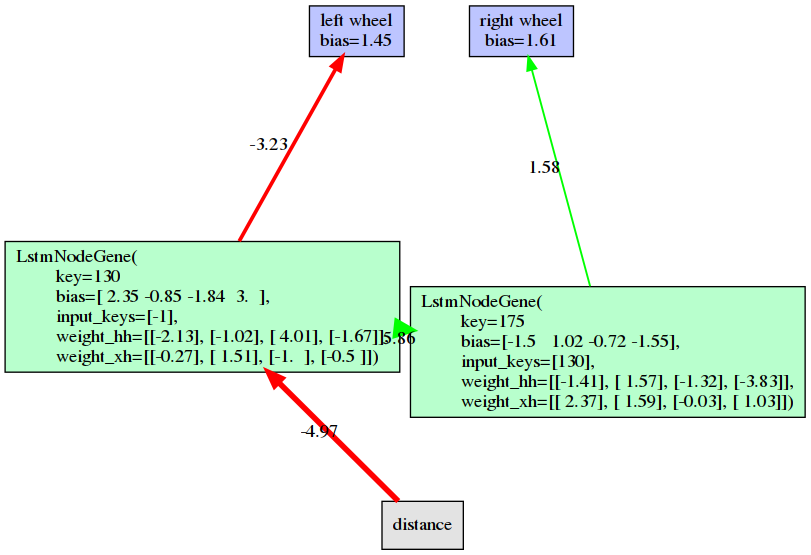 left wheel
bias=1.45
right wheel
bias=1.61
-3.23
1.58
LstmNodeGene(
key=130
bias=[ 2.35 -0.85 -1.84 3. ],
input_keys=[-1],
weight_hh=[[-2.13], [-1.02], [ 4.01], [-1.67]],
weight_xh=[[-0.27], [ 1.51], [-1. ], [-0.5 ]])
5.86
LstmNodeGene(
key=175
bias=[-1.5 1.02 -0.72 -1.55],
input_keys=[130],
weight_hh=[[-1.41], [ 1.57], [-1.32], [-3.83]],
weight_xh=[[ 2.37], [ 1.59], [-0.03], [ 1.03]])
-4.97
distance